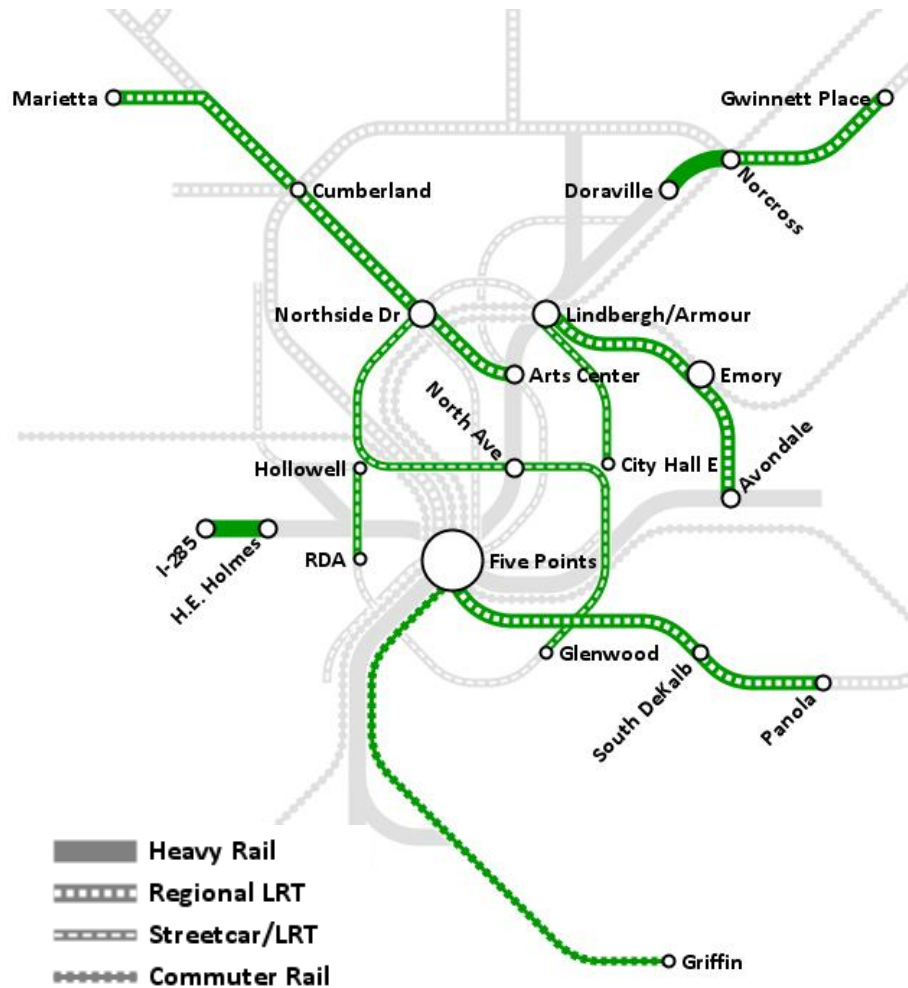 Marietta
Gwinnett Place
Cumberland
Doraville
Norcross
Northside Dr
Lindbergh/Armour
Arts Center
Emory
North Ave
Hollowell
City Hall E
Avondale
I-285
H.E. Holmes
RDA
Five Points
Glenwood
South DeKalb
Panola
Heavy Rail
Regional LRT
Streetcar/LRT
Griffin
Commuter Rail